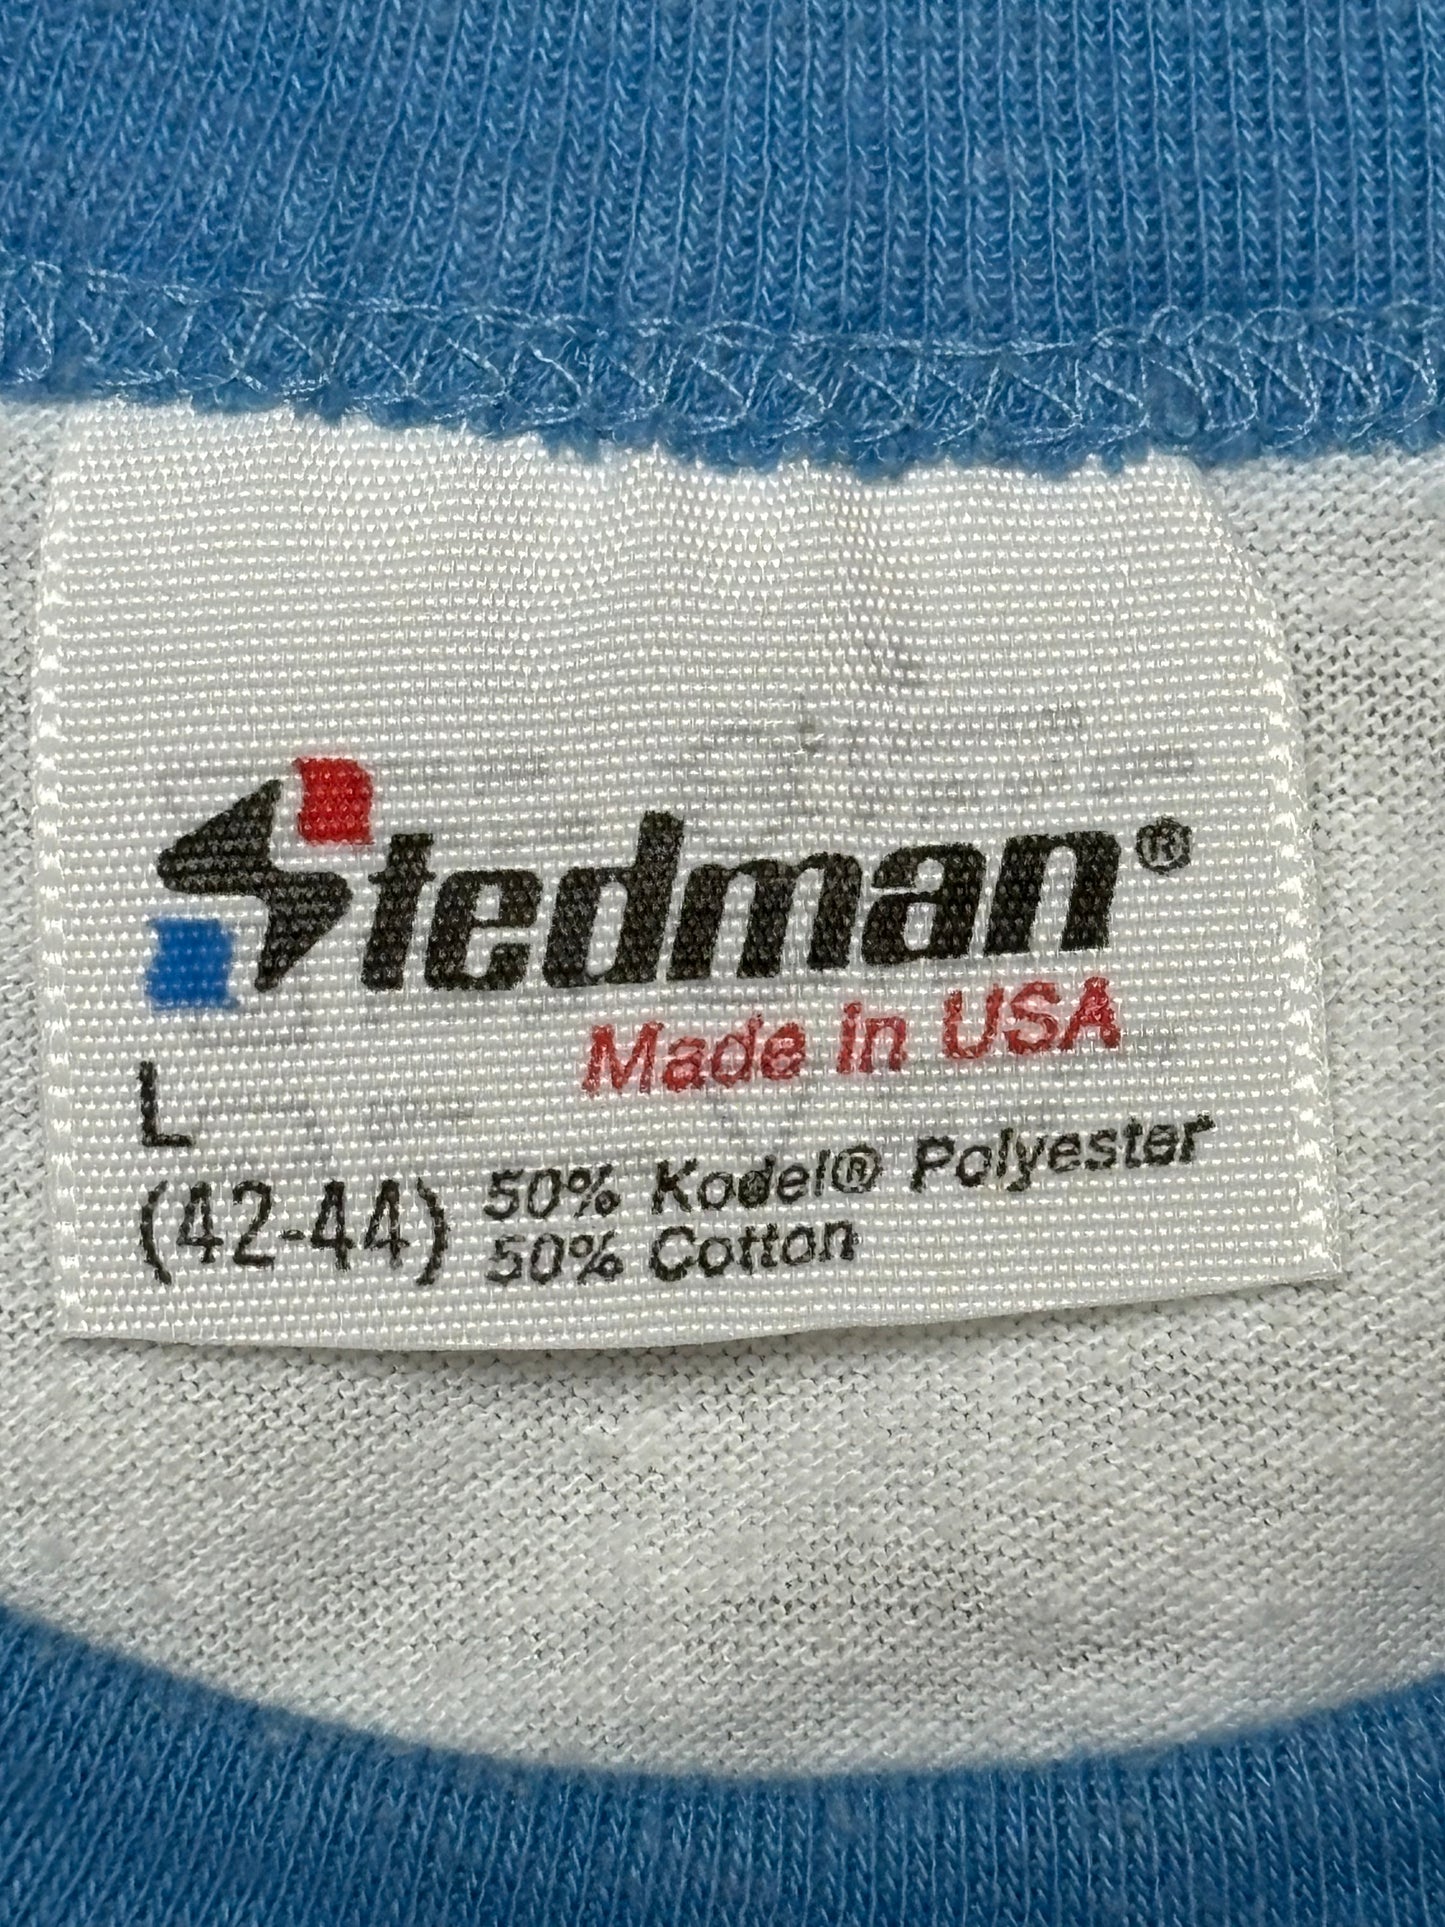 Stedman®
Made in USA
L
(42-44)
50% Kodel® Polyester
50% Cotton